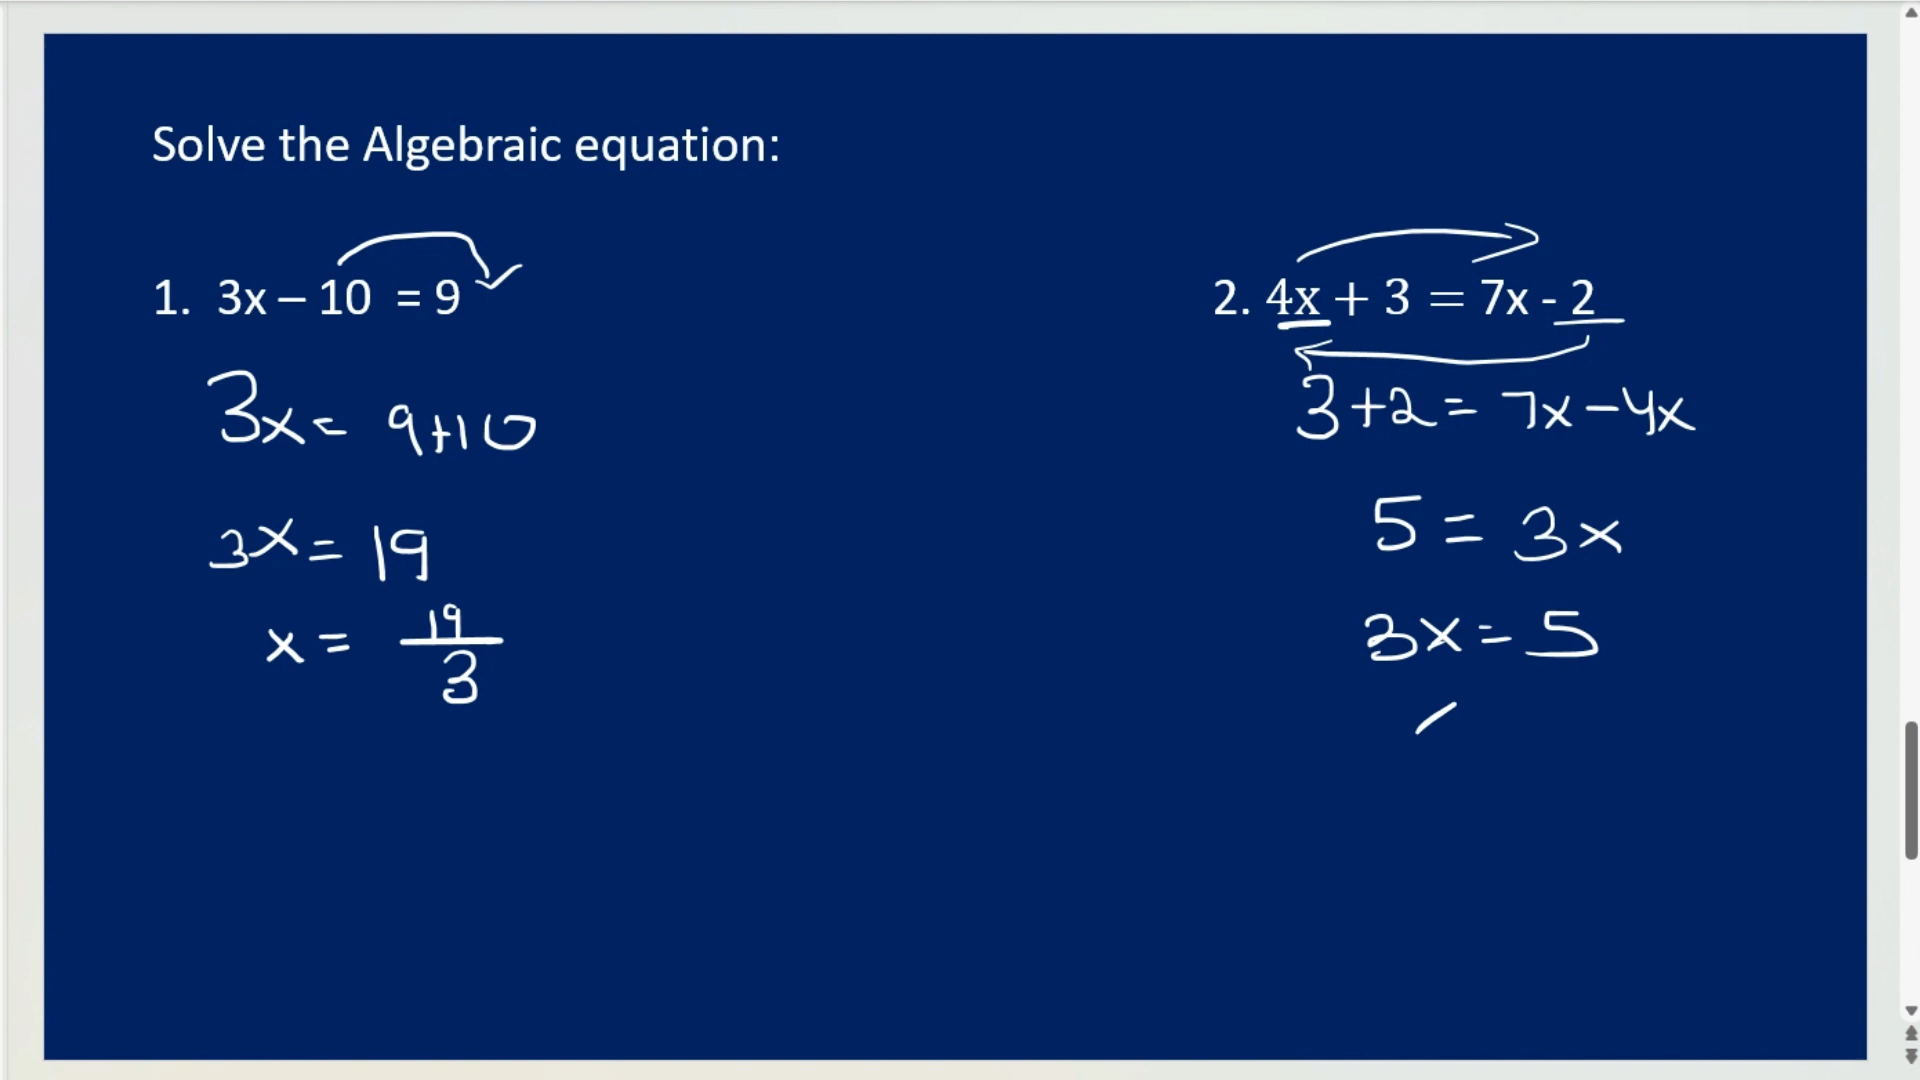 Solve the Algebraic equation:
1. 3x – 10 = 9
3x = 9+10
3x = 19
x = 19/3
2. 4x + 3 = 7x - 2
3+2 = 7x-4x
5 = 3x
3x = 5